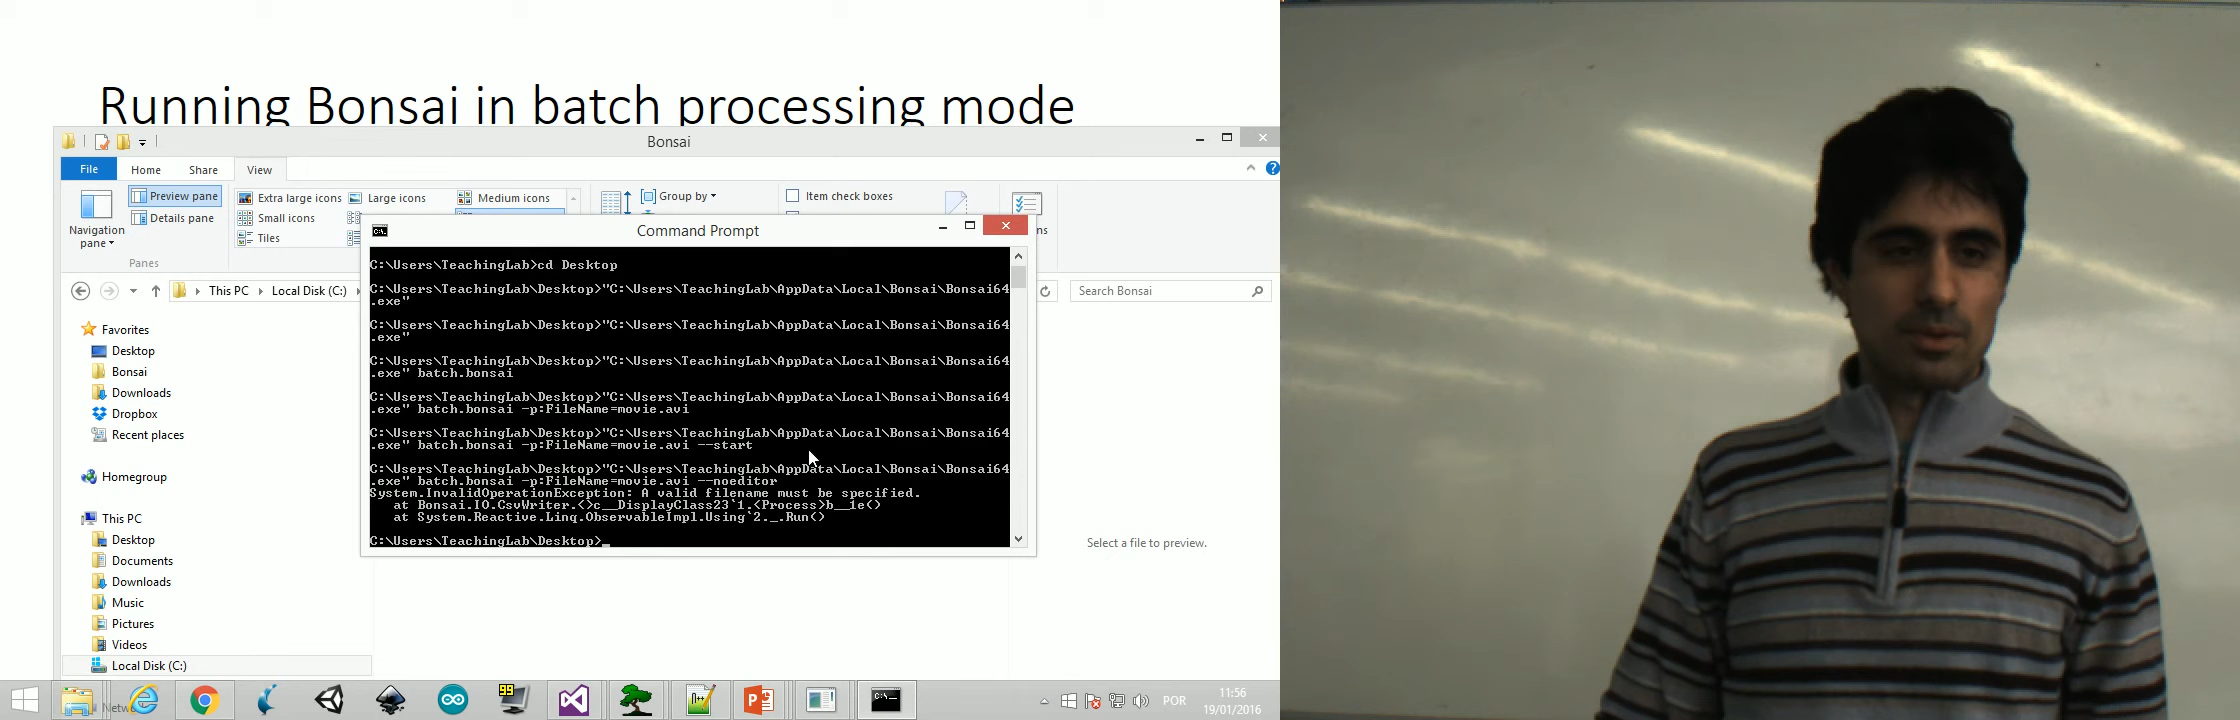 Running Bonsai in batch processing mode
Bonsai
File Home Share View
Preview pane
Details pane
Navigation pane
Extra large icons Large icons Medium icons
Small icons
Tiles
Group by
Item check boxes
Panes
This PC Local Disk (C:)
Search Bonsai
Favorites
Desktop
Bonsai
Downloads
Dropbox
Recent places
Homegroup
This PC
Desktop
Documents
Downloads
Music
Pictures
Videos
Local Disk (C:)
Command Prompt
C:\Users\TeachingLab>cd Desktop
C:\Users\TeachingLab\Desktop>"C:\Users\TeachingLab\AppData\Local\Bonsai\Bonsai64
.exe"
C:\Users\TeachingLab\Desktop>"C:\Users\TeachingLab\AppData\Local\Bonsai\Bonsai64
.exe"
C:\Users\TeachingLab\Desktop>"C:\Users\TeachingLab\AppData\Local\Bonsai\Bonsai64
.exe" batch.bonsai
C:\Users\TeachingLab\Desktop>"C:\Users\TeachingLab\AppData\Local\Bonsai\Bonsai64
.exe" batch.bonsai -p:FileName=movie.avi
C:\Users\TeachingLab\Desktop>"C:\Users\TeachingLab\AppData\Local\Bonsai\Bonsai64
.exe" batch.bonsai -p:FileName=movie.avi --start
C:\Users\TeachingLab\Desktop>"C:\Users\TeachingLab\AppData\Local\Bonsai\Bonsai64
.exe" batch.bonsai -p:FileName=movie.avi --noeditor
System.InvalidOperationException: A valid filename must be specified.
at Bonsai.IO.CsvWriter.<>c__DisplayClass23`1.<Process>b__1e()
at System.Reactive.Linq.ObservableImpl.Using`2._.Run()
C:\Users\TeachingLab\Desktop>_
Select a file to preview.
99
POR
11:56
19/01/2016